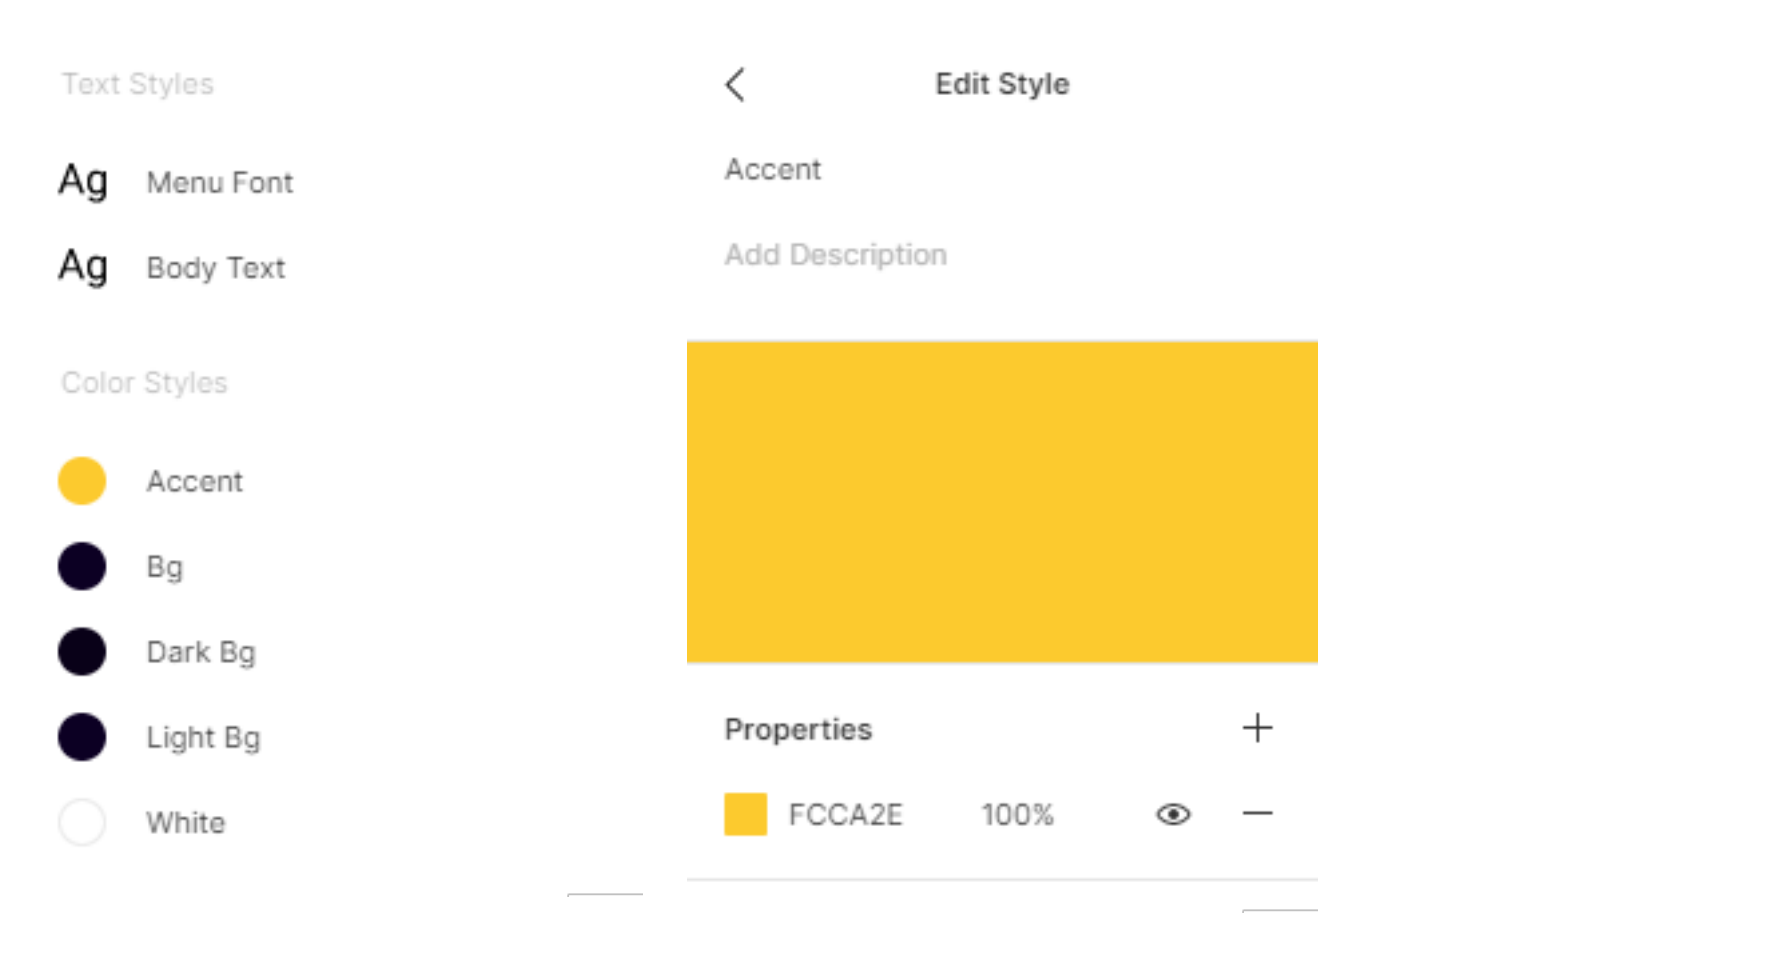 Text Styles
Ag Menu Font
Ag Body Text
Color Styles
Accent
Bg
Dark Bg
Light Bg
White
Edit Style
Accent
Add Description
Properties
FCCA2E 100%